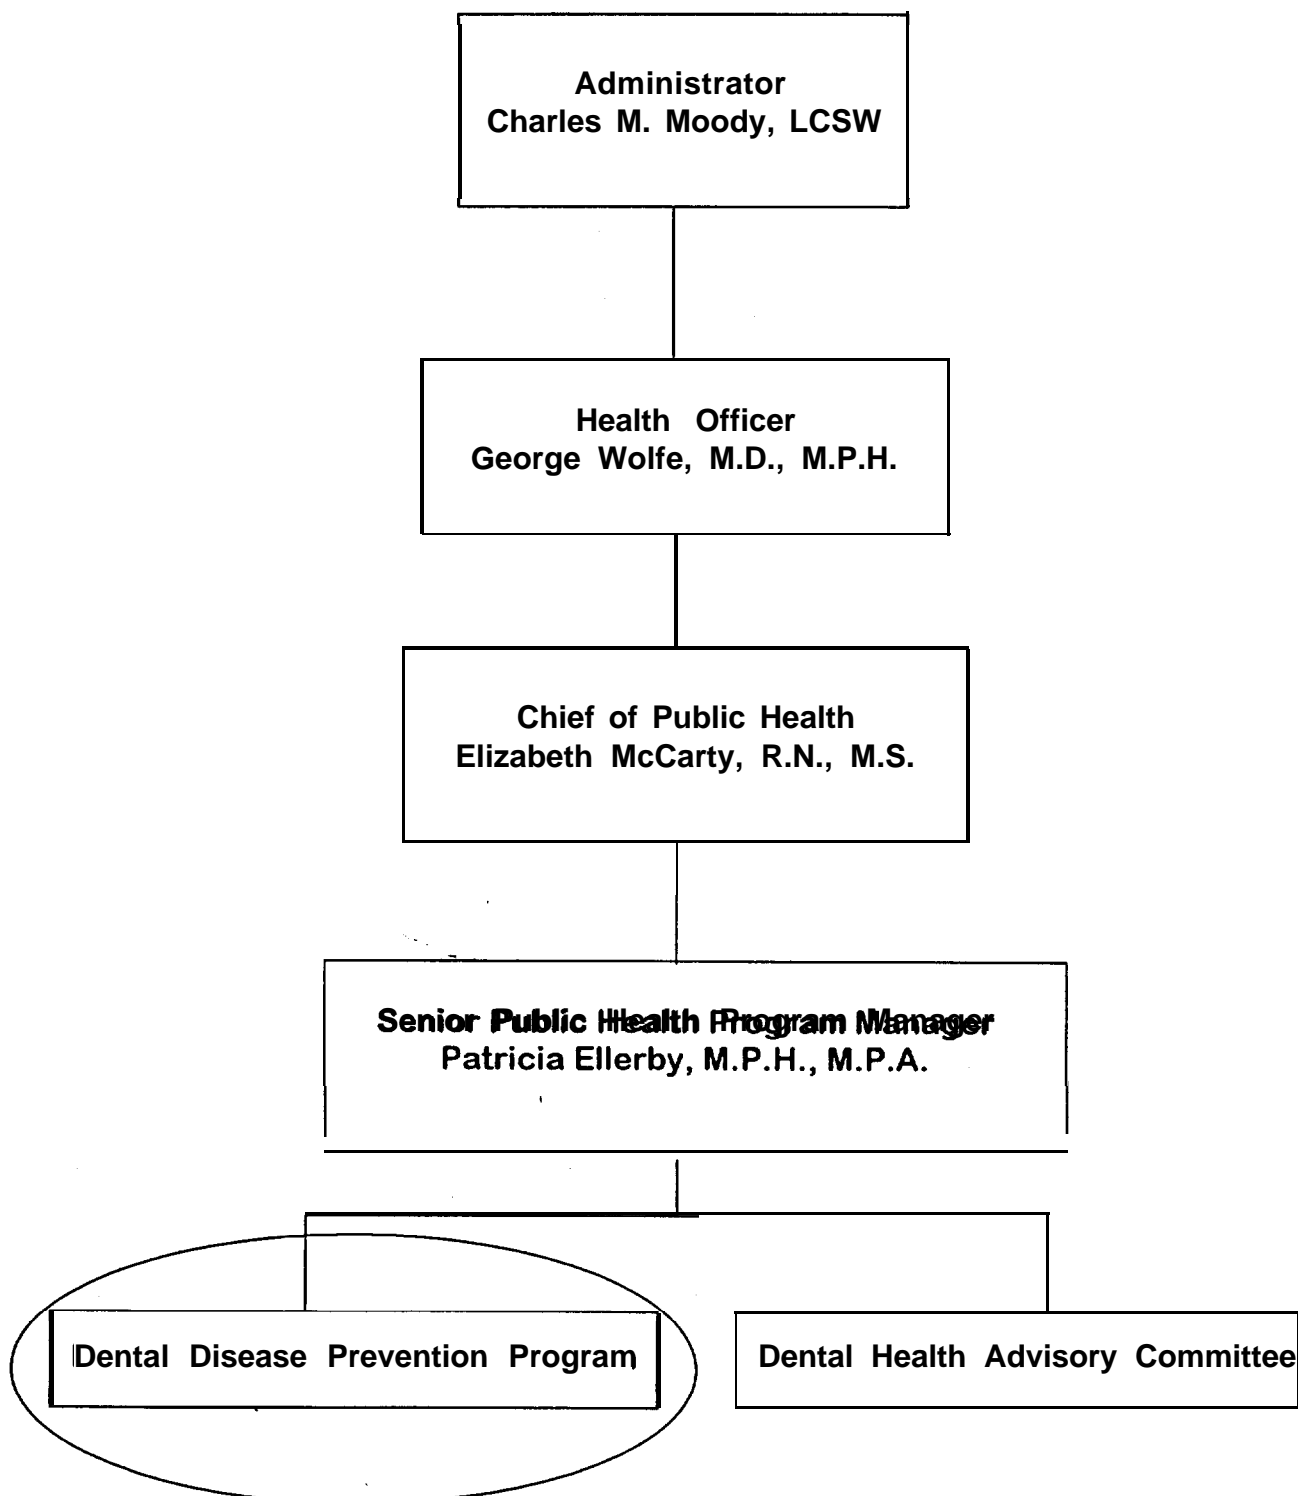 Administrator
Charles M. Moody, LCSW
Health Officer
George Wolfe, M.D., M.P.H.
Chief of Public Health
Elizabeth McCarty, R.N., M.S.
Senior Public Health Program Manager
Patricia Ellerby, M.P.H., M.P.A.
Dental Disease Prevention Program
Dental Health Advisory Committee